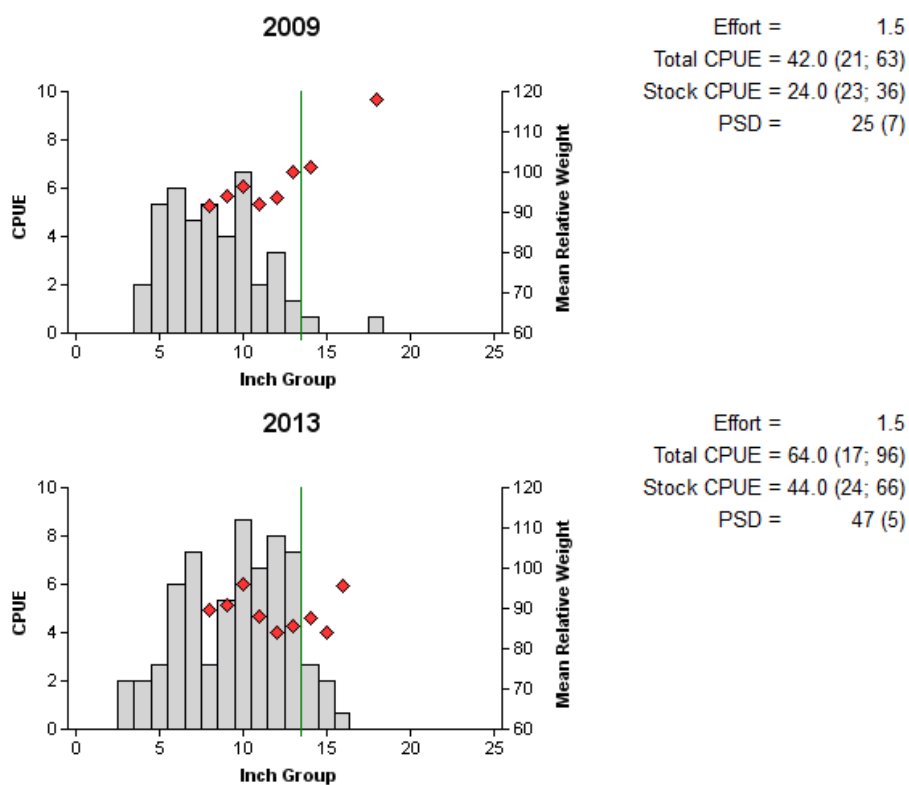 2009
Effort = 1.5
Total CPUE = 42.0 (21; 63)
Stock CPUE = 24.0 (23; 36)
PSD = 25 (7)
CPUE
10
8
6
4
2
0
0 5 10 15 20 25
Inch Group
120
110
100
90
80
70
60
Mean Relative Weight
2013
Effort = 1.5
Total CPUE = 64.0 (17; 96)
Stock CPUE = 44.0 (24; 66)
PSD = 47 (5)
CPUE
10
8
6
4
2
0
0 5 10 15 20 25
Inch Group
120
110
100
90
80
70
60
Mean Relative Weight